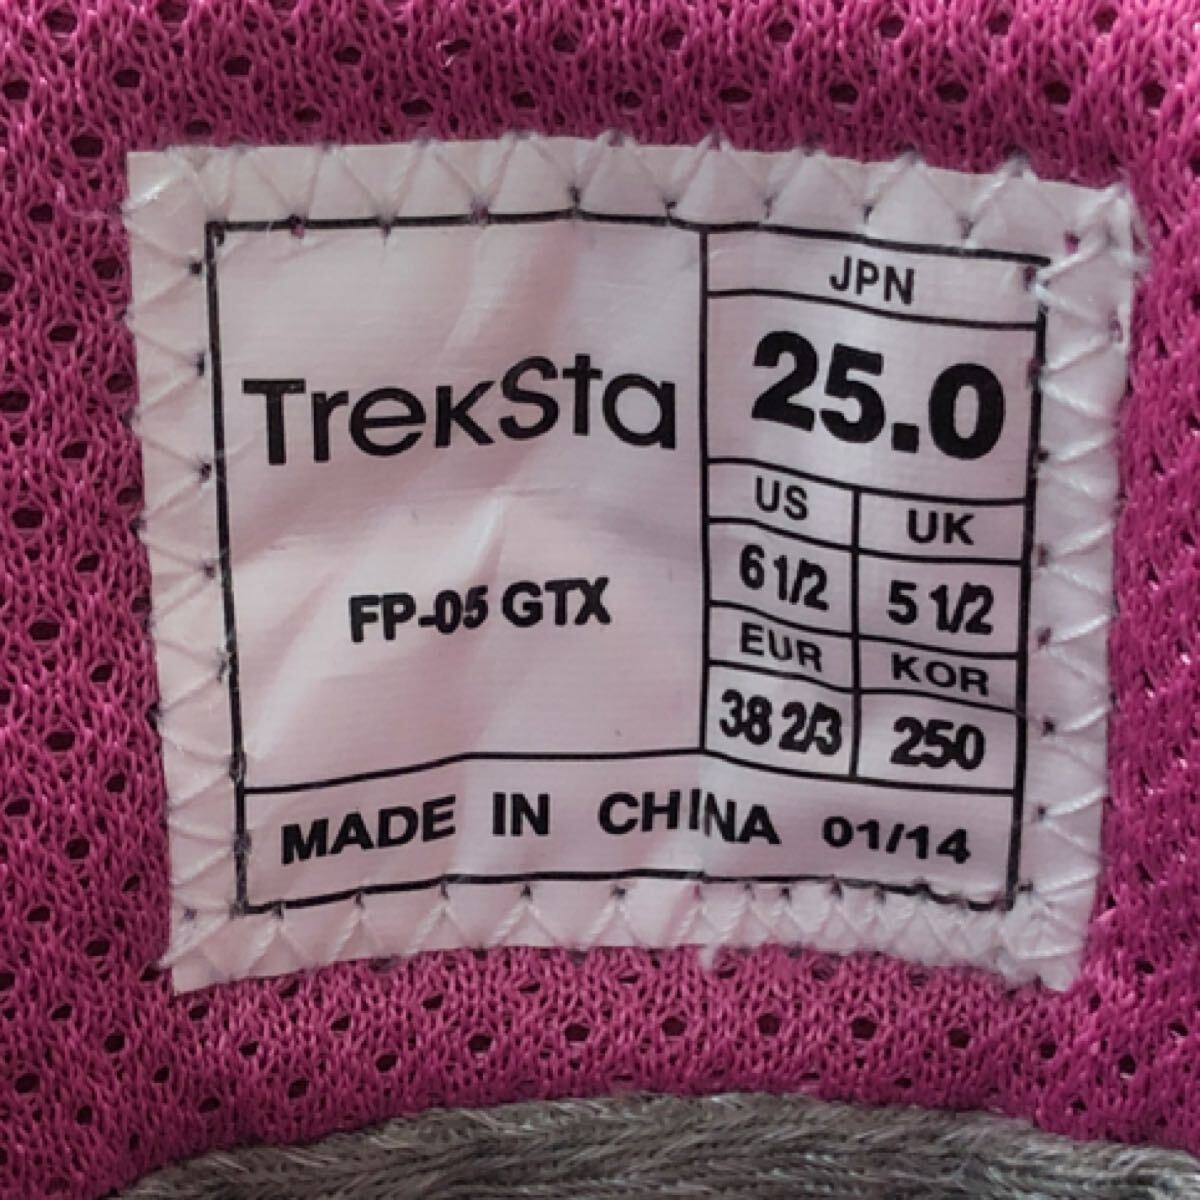 TrekSta
FP-05 GTX
JPN
25.0
US UK
6 1/2 5 1/2
EUR KOR
38 2/3 250
MADE IN CHINA 01/14